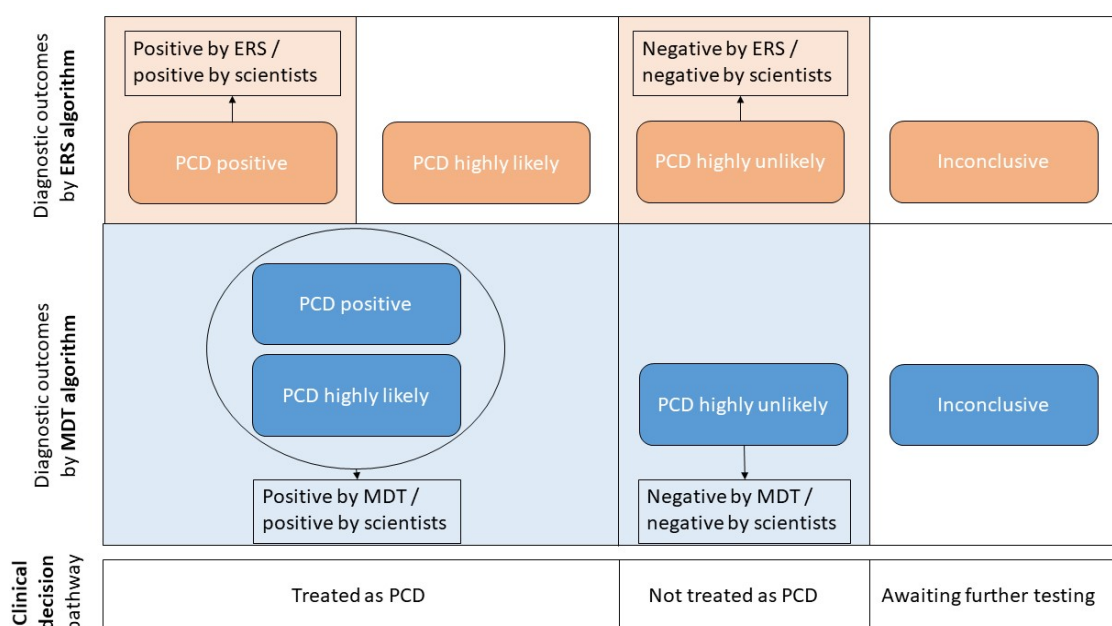 Diagnostic outcomes
by ERS algorithm
Positive by ERS /
positive by scientists
Negative by ERS /
negative by scientists
PCD positive
PCD highly likely
PCD highly unlikely
Inconclusive
Diagnostic outcomes
by MDT algorithm
PCD positive
PCD highly likely
PCD highly unlikely
Inconclusive
Positive by MDT /
positive by scientists
Negative by MDT /
negative by scientists
Clinical
decision
pathway
Treated as PCD
Not treated as PCD
Awaiting further testing